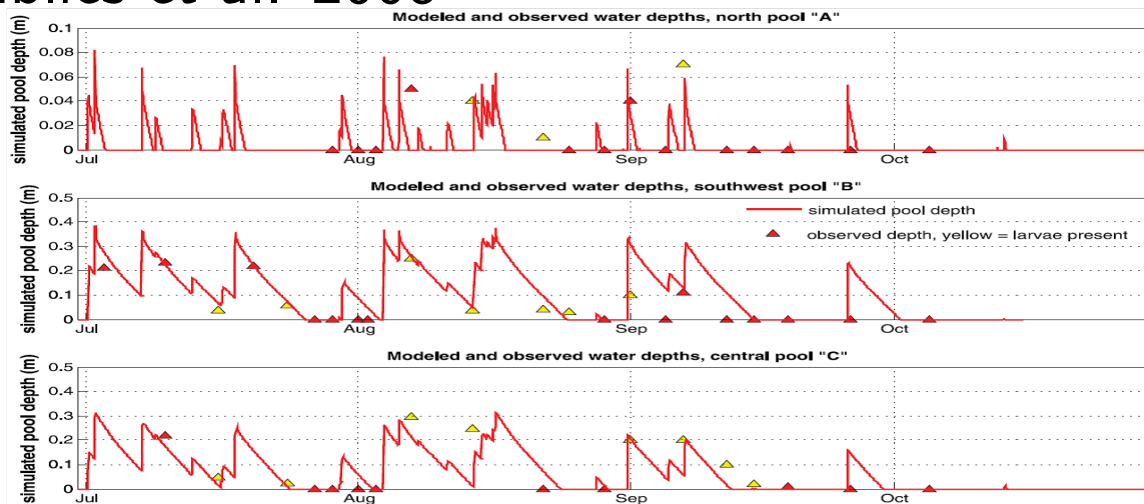 Modeled and observed water depths, north pool "A"
simulated pool depth (m)
0.1
0.08
0.06
0.04
0.02
0
Jul Aug Sep Oct
Modeled and observed water depths, southwest pool "B"
simulated pool depth (m)
0.5
0.4
0.3
0.2
0.1
0
simulated pool depth
observed depth, yellow = larvae present
Jul Aug Sep Oct
Modeled and observed water depths, central pool "C"
simulated pool depth (m)
0.5
0.4
0.3
0.2
0.1
0
Jul Aug Sep Oct